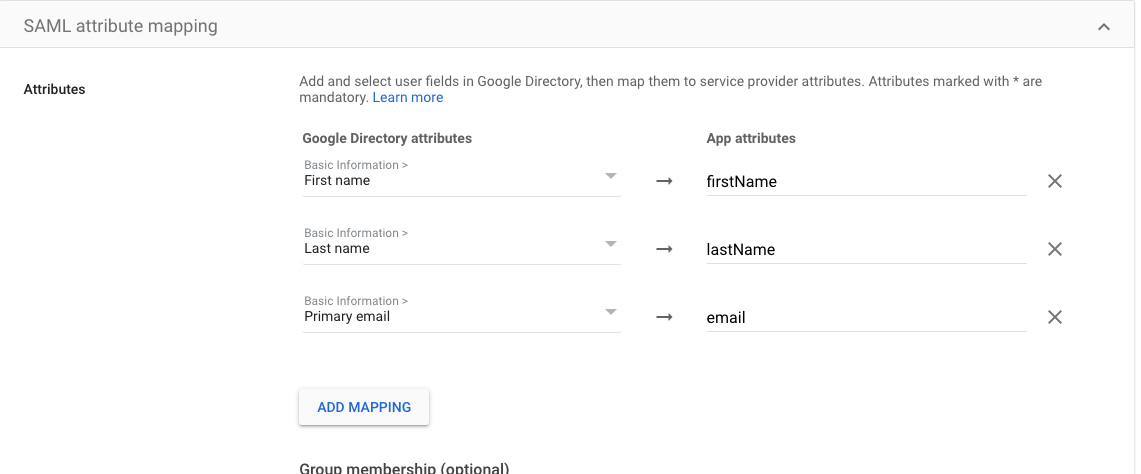 SAML attribute mapping
Attributes
Add and select user fields in Google Directory, then map them to service provider attributes. Attributes marked with * are
mandatory. Learn more
Google Directory attributes
App attributes
Basic Information >
First name
firstName
Basic Information >
Last name
lastName
Basic Information >
Primary email
email
ADD MAPPING
Group membership (optional)